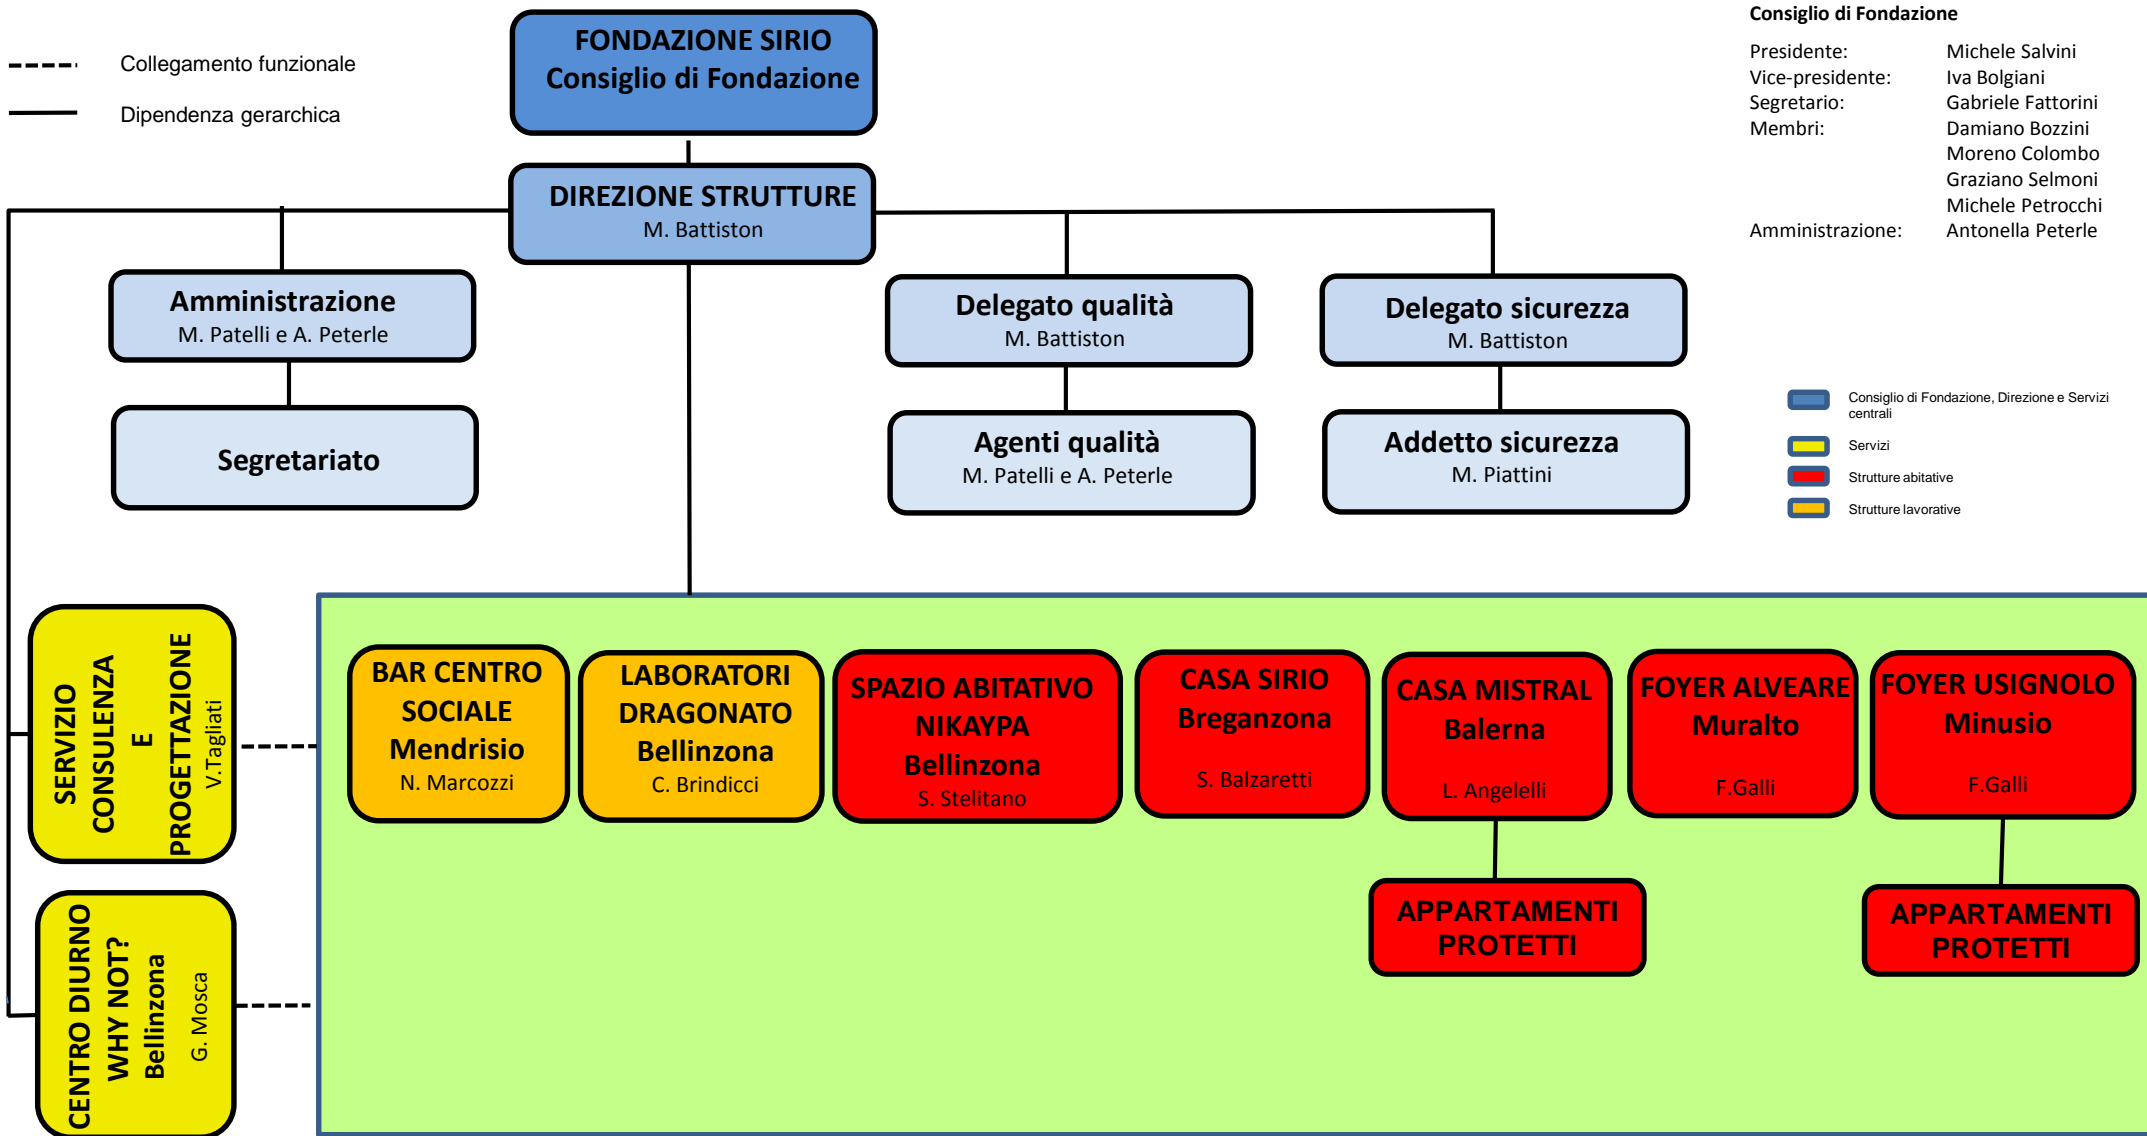 Collegamento funzionale
Dipendenza gerarchica
FONDAZIONE SIRIO
Consiglio di Fondazione
Consiglio di Fondazione
Presidente: Michele Salvini
Vice-presidente: Iva Bolgiani
Segretario: Gabriele Fattorini
Membri: Damiano Bozzini
Moreno Colombo
Graziano Selmoni
Michele Petrocchi
Amministrazione: Antonella Peterle
DIREZIONE STRUTTURE
M. Battiston
Amministrazione
M. Patelli e A. Peterle
Delegato qualità
M. Battiston
Delegato sicurezza
M. Battiston
Segretariato
Agenti qualità
M. Patelli e A. Peterle
Addetto sicurezza
M. Piattini
Consiglio di Fondazione, Direzione e Servizi
centrali
Servizi
Strutture abitative
Strutture lavorative
SERVIZIO
CONSULENZA
E
PROGETTAZIONE
V.Tagliati
BAR CENTRO
SOCIALE
Mendrisio
N. Marcozzi
LABORATORI
DRAGONATO
Bellinzona
C. Brindicci
SPAZIO ABITATIVO
NIKAYPA
Bellinzona
S. Stelitano
CASA SIRIO
Breganzona
S. Balzaretti
CASA MISTRAL
Balerna
L. Angelelli
FOYER ALVEARE
Muralto
F.Galli
FOYER USIGNOLO
Minusio
F.Galli
APPARTAMENTI
PROTETTI
APPARTAMENTI
PROTETTI
CENTRO DIURNO
WHY NOT?
Bellinzona
G. Mosca